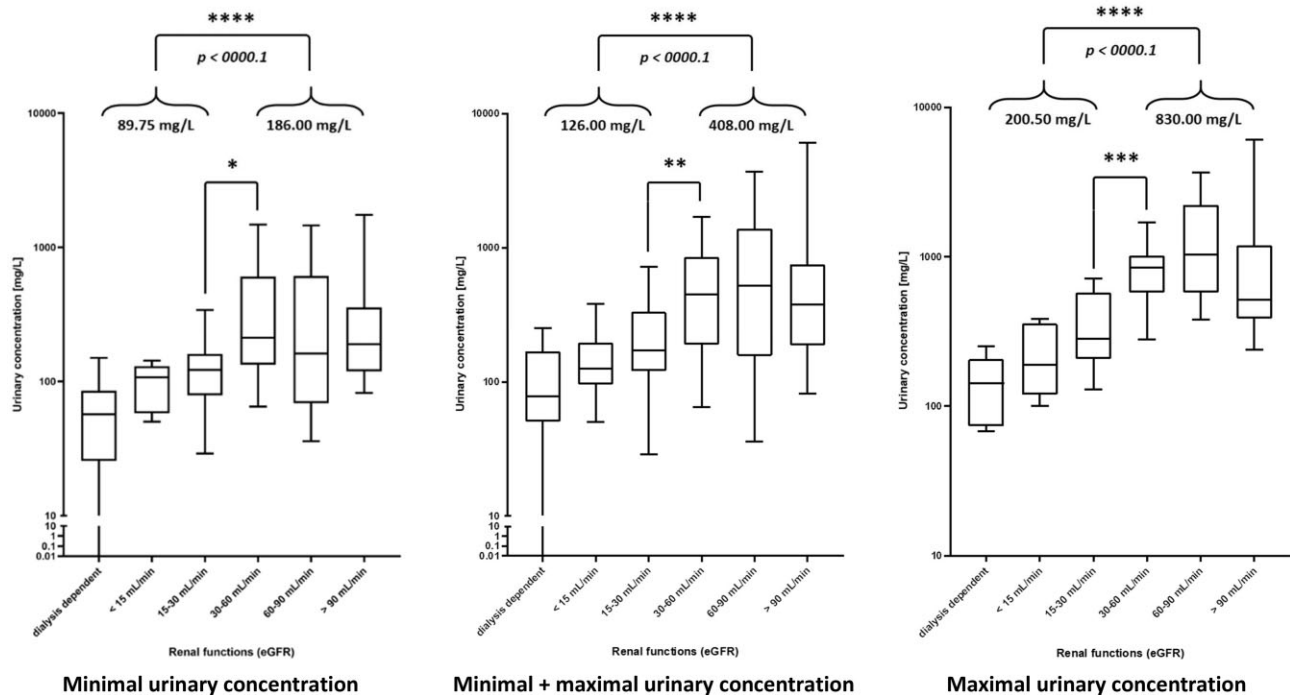 ****
p < 0000.1
89.75 mg/L 186.00 mg/L
*
Urinary concentration [mg/L]
10000
1000
100
10
10
1
0.1
0.01
dialysis dependent
< 15 mL/min
15-30 mL/min
30-60 mL/min
60-90 mL/min
> 90 mL/min
Renal functions (eGFR)
Minimal urinary concentration
****
p < 0000.1
126.00 mg/L 408.00 mg/L
**
Urinary concentration [mg/L]
10000
1000
100
10
10
1
0.1
0.01
dialysis dependent
< 15 mL/min
15-30 mL/min
30-60 mL/min
60-90 mL/min
> 90 mL/min
Renal functions (eGFR)
Minimal + maximal urinary concentration
****
p < 0000.1
200.50 mg/L 830.00 mg/L
***
Urinary concentration [mg/L]
10000
1000
100
10
dialysis dependent
< 15 mL/min
15-30 mL/min
30-60 mL/min
60-90 mL/min
> 90 mL/min
Renal functions (eGFR)
Maximal urinary concentration